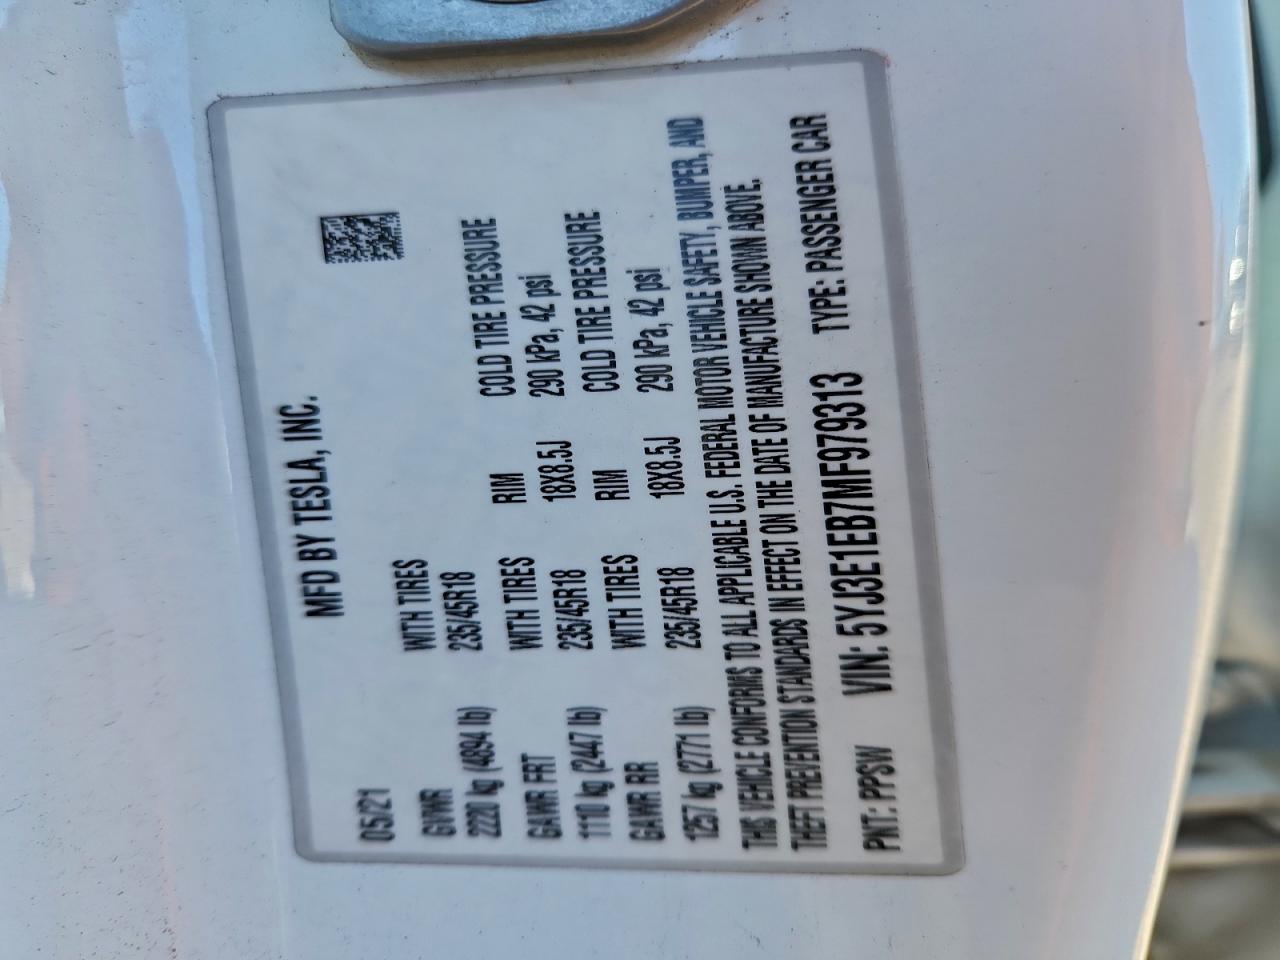 MFD BY TESLA, INC.
05/21
GVWR WITH TIRES
2220 kg (4894 lb) 235/45R18
GAWR FRT WITH TIRES RIM COLD TIRE PRESSURE
1110 kg (2447 lb) 235/45R18 18X8.5J 290 kPa, 42 psi
GAWR RR WITH TIRES RIM COLD TIRE PRESSURE
1257 kg (2771 lb) 235/45R18 18X8.5J 290 kPa, 42 psi
THIS VEHICLE CONFORMS TO ALL APPLICABLE U.S. FEDERAL MOTOR VEHICLE SAFETY, BUMPER, AND
THEFT PREVENTION STANDARDS IN EFFECT ON THE DATE OF MANUFACTURE SHOWN ABOVE.
PNT: PPSW VIN: 5YJ3E1EB7MF979313 TYPE: PASSENGER CAR